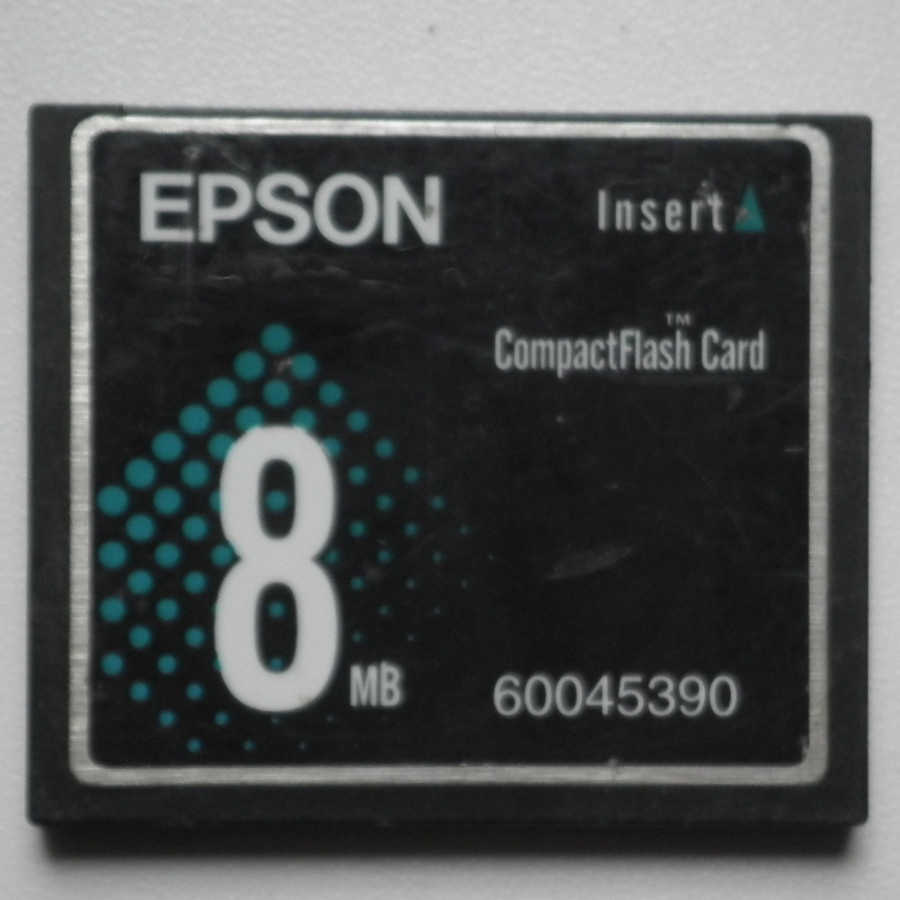 EPSON
Insert
CompactFlash™ Card
8 MB
60045390